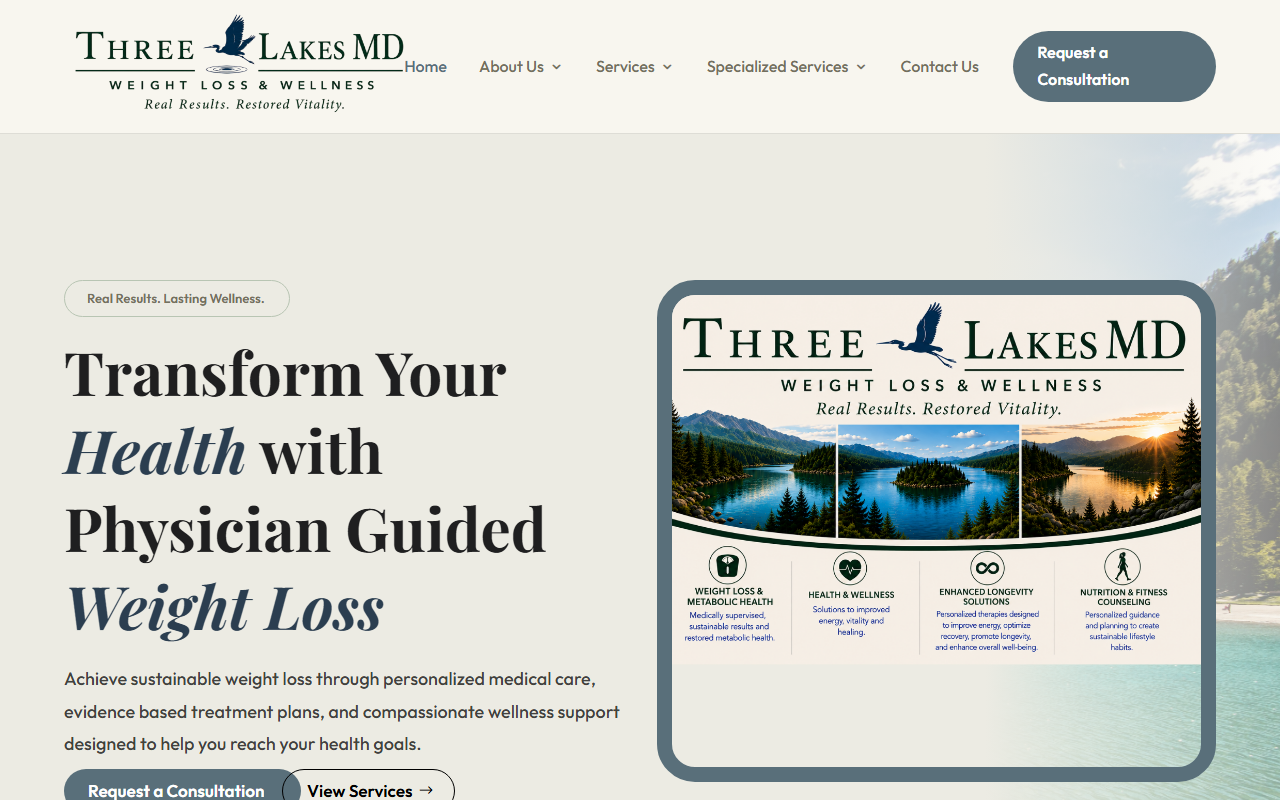 THREE LAKES MD
WEIGHT LOSS & WELLNESS
Real Results. Restored Vitality.
Home
About Us
Services
Specialized Services
Contact Us
Request a
Consultation
Real Results. Lasting Wellness.
Transform Your
Health with
Physician Guided
Weight Loss
Achieve sustainable weight loss through personalized medical care,
evidence based treatment plans, and compassionate wellness support
designed to help you reach your health goals.
Request a Consultation
View Services →
THREE LAKES MD
WEIGHT LOSS & WELLNESS
Real Results. Restored Vitality.
WEIGHT LOSS &
METABOLIC HEALTH
Medically supervised,
sustainable results and
restored metabolic health.
HEALTH & WELLNESS
Solutions to improved
energy, vitality and
healing.
ENHANCED LONGEVITY
SOLUTIONS
Personalized therapies designed
to improve energy, optimize
recovery, promote longevity,
and enhance overall well-being.
NUTRITION & FITNESS
COUNSELING
Personalized guidance
and planning to create
sustainable lifestyle
habits.